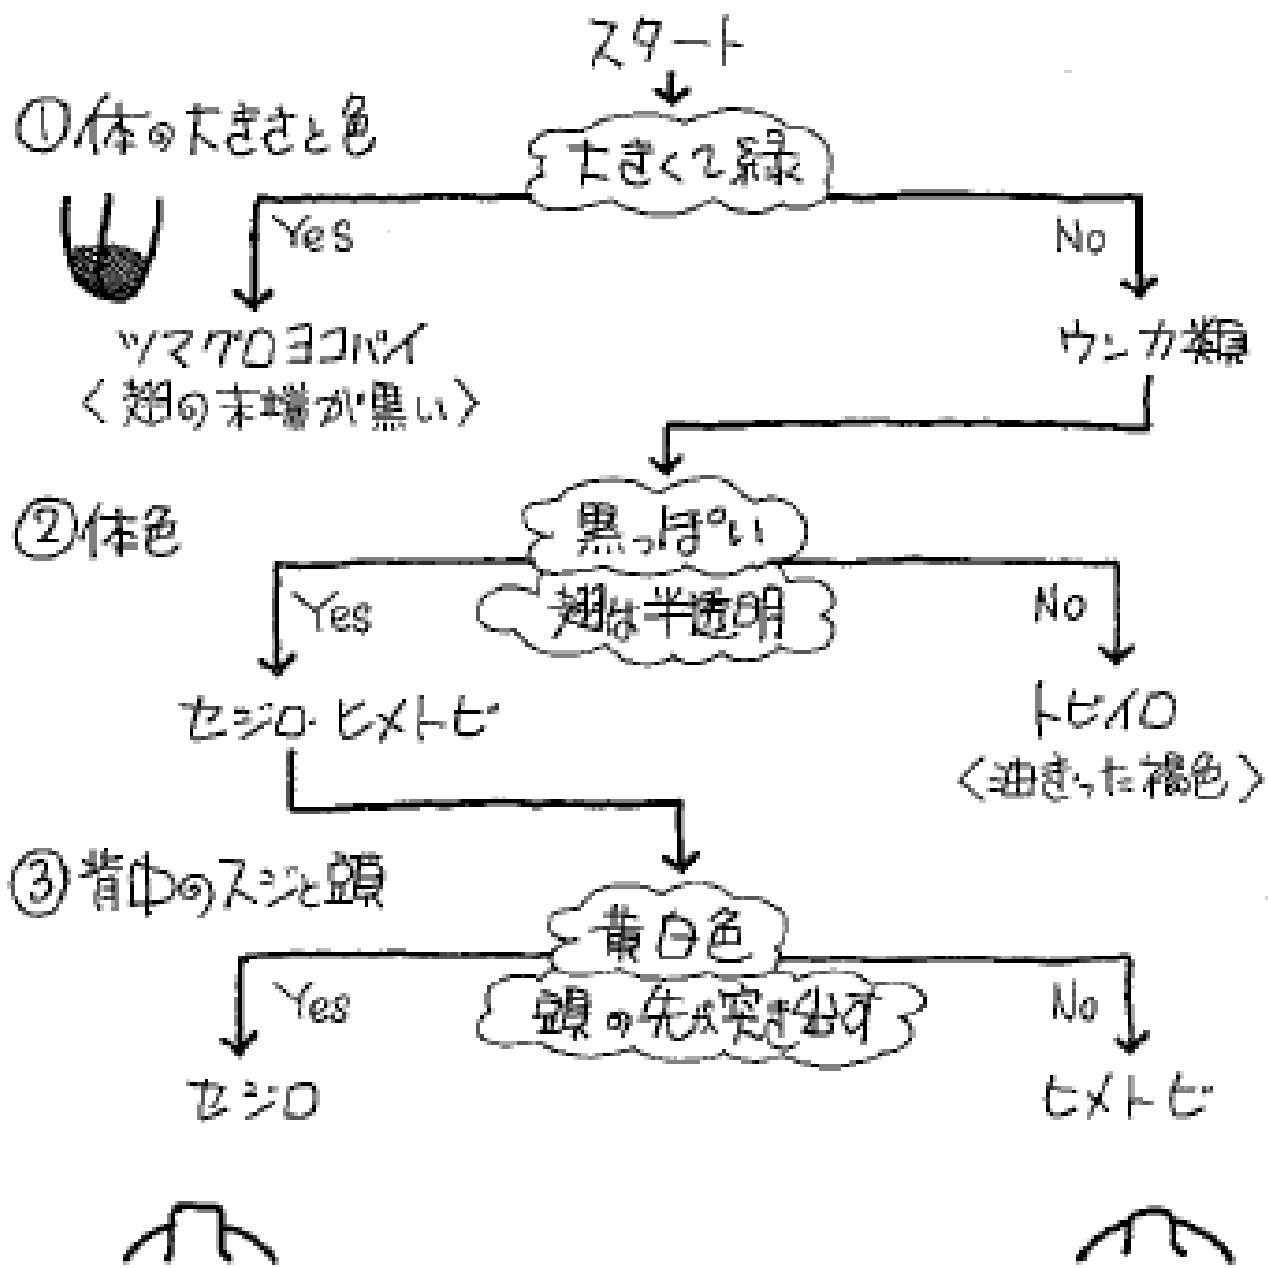 スタート
①体の大きさと色
大きくて緑
Yes
No
ツマグロヨコバイ
〈翅の末端が黒い〉
ウンカ類
②体色
黒っぽい
翅は半透明
Yes
No
セジロ・ヒメトビ
トビイロ
〈油ぎった褐色〉
③背中のスジと頭
黄白色
頭の先が突き出す
Yes
No
セジロ
ヒメトビ